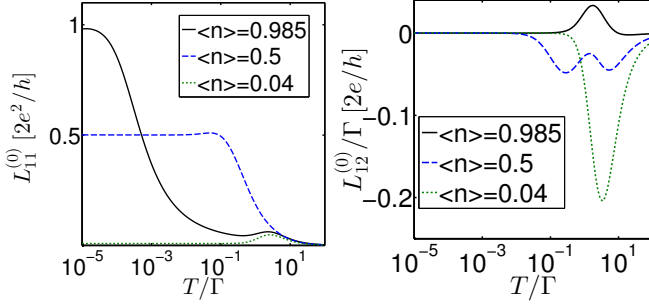 1
0.5
L_{11}^{(0)} [2e^2/h]
<n>=0.985
<n>=0.5
<n>=0.04
10^{-5} 10^{-3} 10^{-1} 10^{1}
T/Γ
0
-0.1
-0.2
L_{12}^{(0)}/Γ [2e/h]
<n>=0.985
<n>=0.5
<n>=0.04
10^{-5} 10^{-3} 10^{-1} 10^{1}
T/Γ